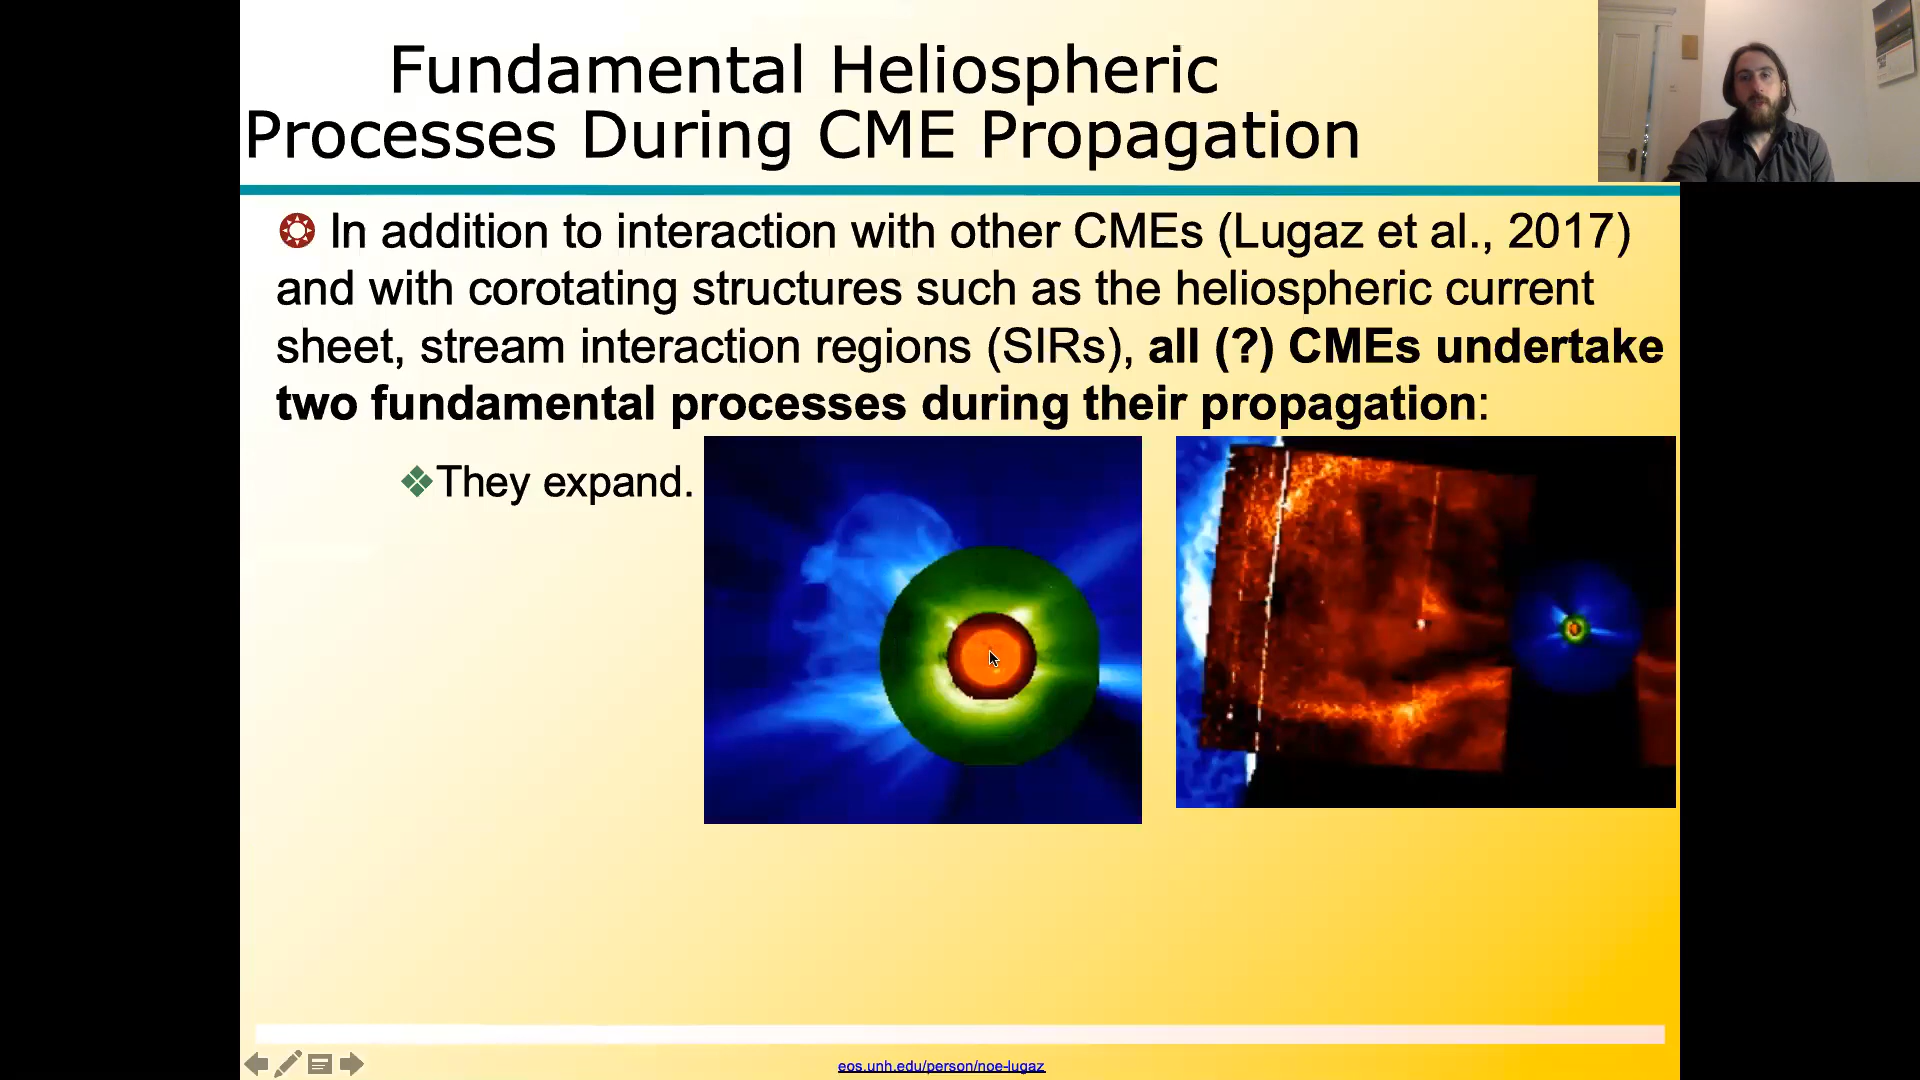 Fundamental Heliospheric
Processes During CME Propagation
In addition to interaction with other CMEs (Lugaz et al., 2017)
and with corotating structures such as the heliospheric current
sheet, stream interaction regions (SIRs), all (?) CMEs undertake
two fundamental processes during their propagation:
They expand.
eos.unh.edu/person/noe-lugaz